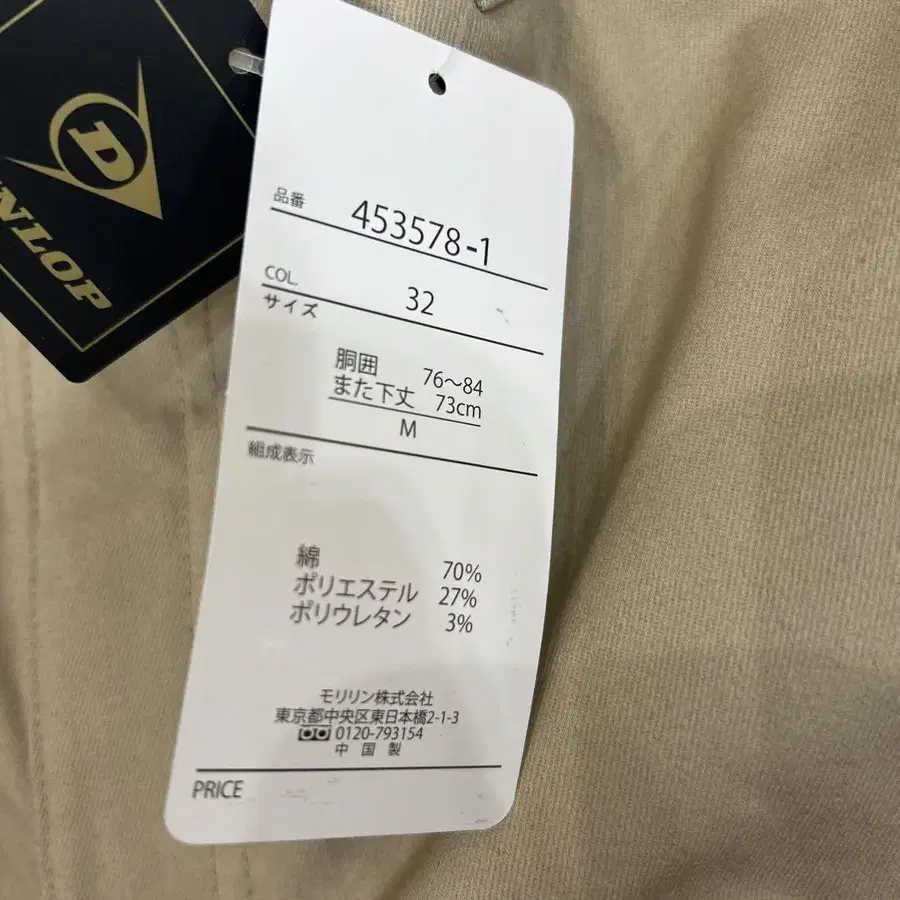 D
DUNLOP
品番 453578-1
COL. 32
サイズ
胴囲 76〜84
また下丈 73cm
M
組成表示
綿 70%
ポリエステル 27%
ポリウレタン 3%
モリリン株式会社
東京都中央区東日本橋2-1-3
0120-793154
中国製
PRICE